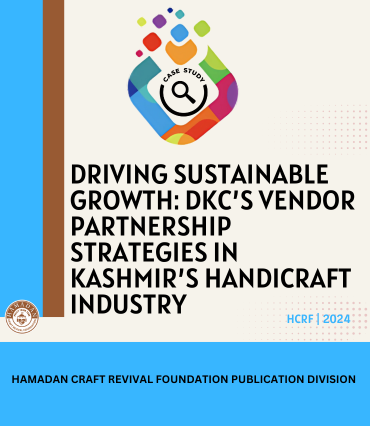 CASE STUDY
DRIVING SUSTAINABLE
GROWTH: DKC'S VENDOR
PARTNERSHIP
STRATEGIES IN
KASHMIR'S HANDICRAFT
INDUSTRY
HCRF | 2024
HAMADAN CRAFT REVIVAL FOUNDATION PUBLICATION DIVISION